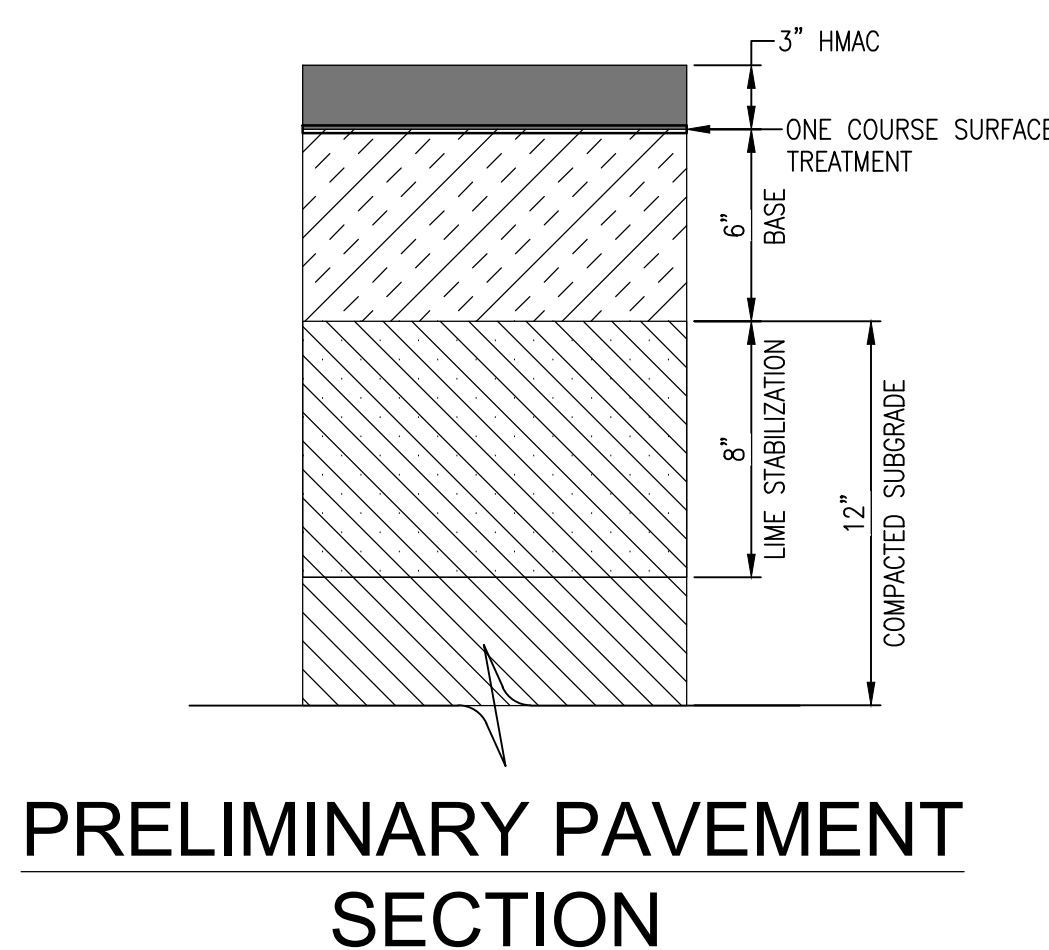 3” HMAC
ONE COURSE SURFACE
TREATMENT
6”
BASE
8”
LIME STABILIZATION
12”
COMPACTED SUBGRADE
PRELIMINARY PAVEMENT
SECTION